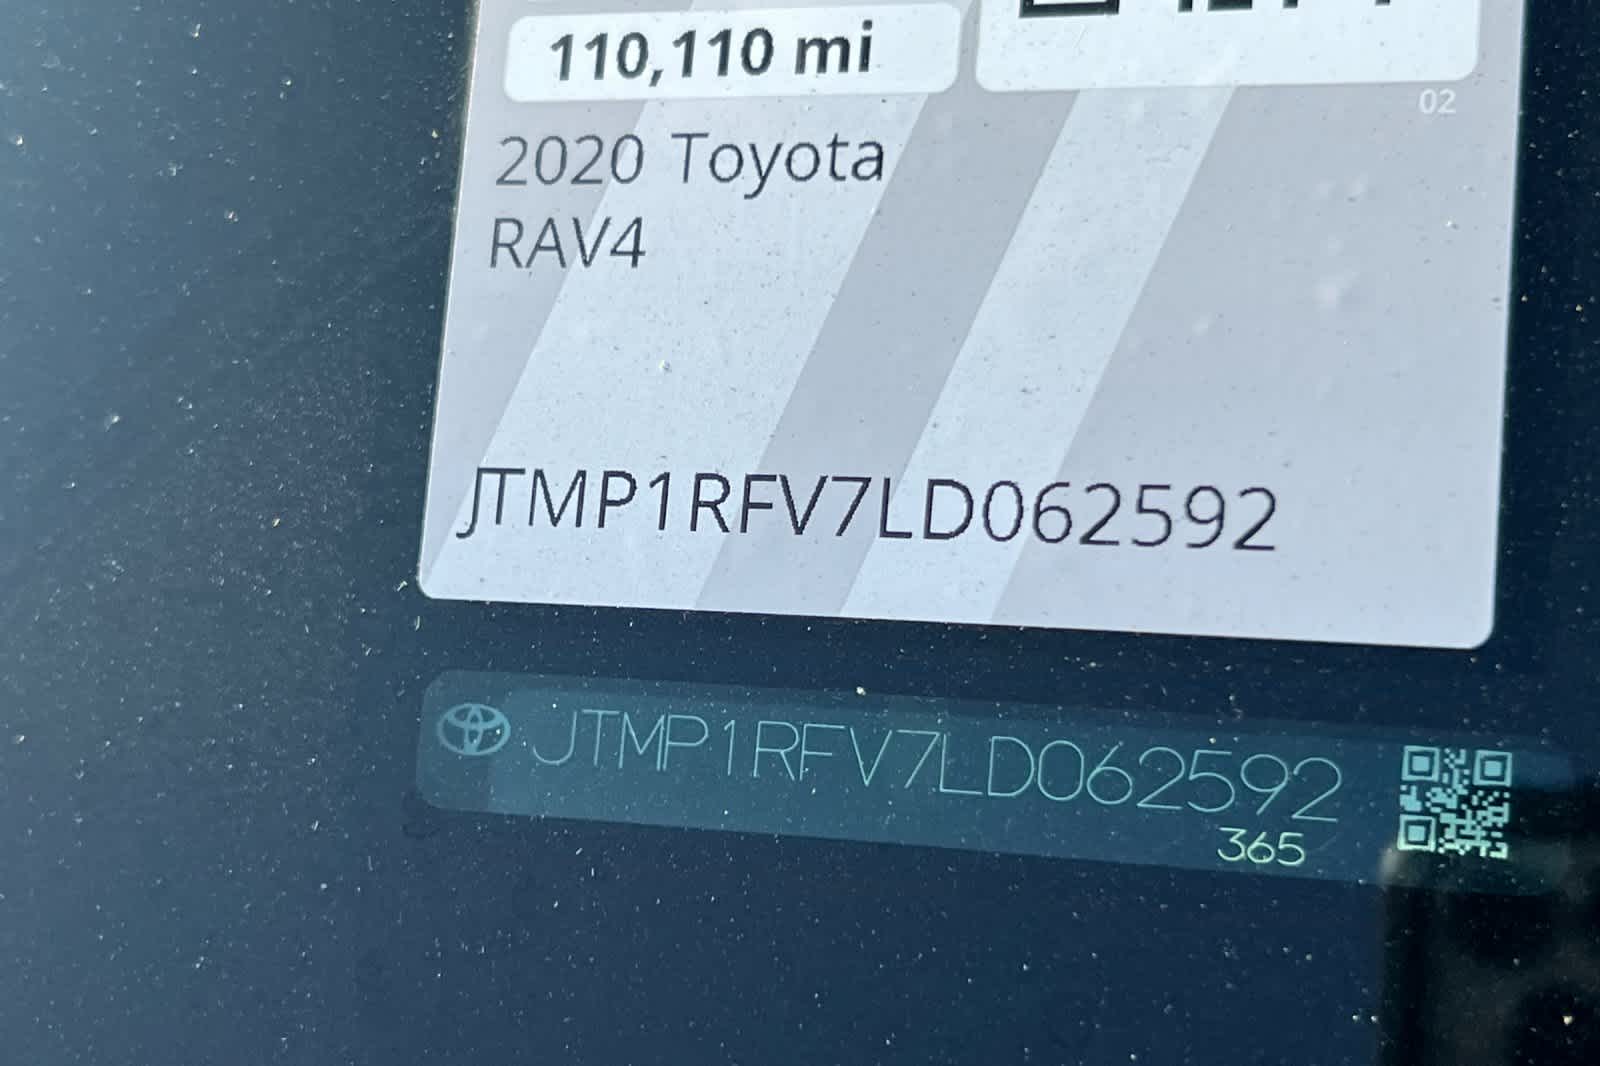 110,110 mi
02
2020 Toyota
RAV4
JTMP1RFV7LD062592
JTMP1RFV7LD062592
365